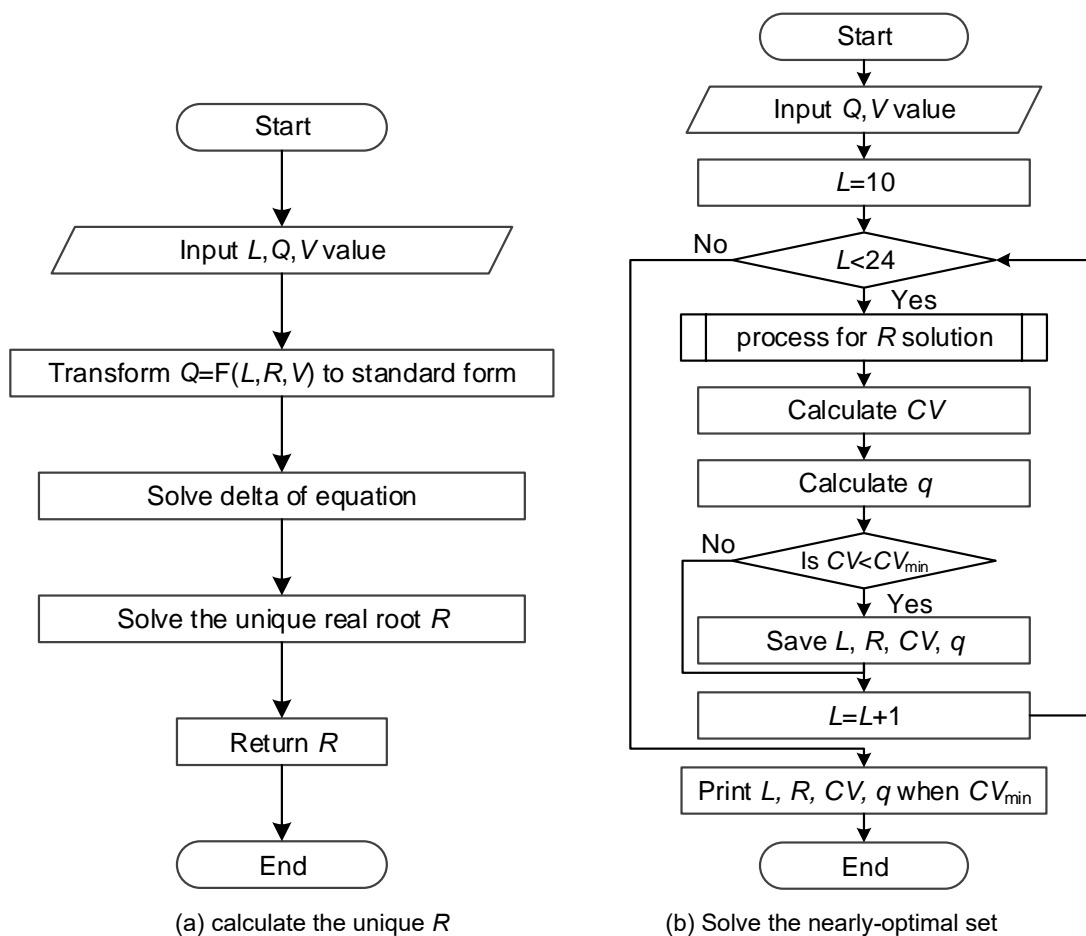 Start
Input L,Q,V value
Transform Q=F(L,R,V) to standard form
Solve delta of equation
Solve the unique real root R
Return R
End
(a) calculate the unique R
Start
Input Q,V value
L=10
No
L<24
Yes
process for R solution
Calculate CV
Calculate q
No
Is CV<CVmin
Yes
Save L, R, CV, q
L=L+1
Print L, R, CV, q when CVmin
End
(b) Solve the nearly-optimal set